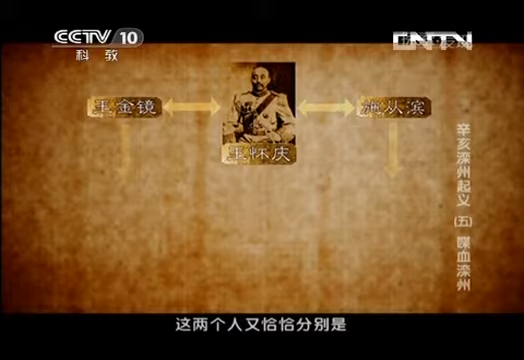 CCTV 10
科教
CNTN
王金镜
施从滨
王怀庆
辛亥滦州起义(五) 喋血滦州
这两个人又恰恰分别是